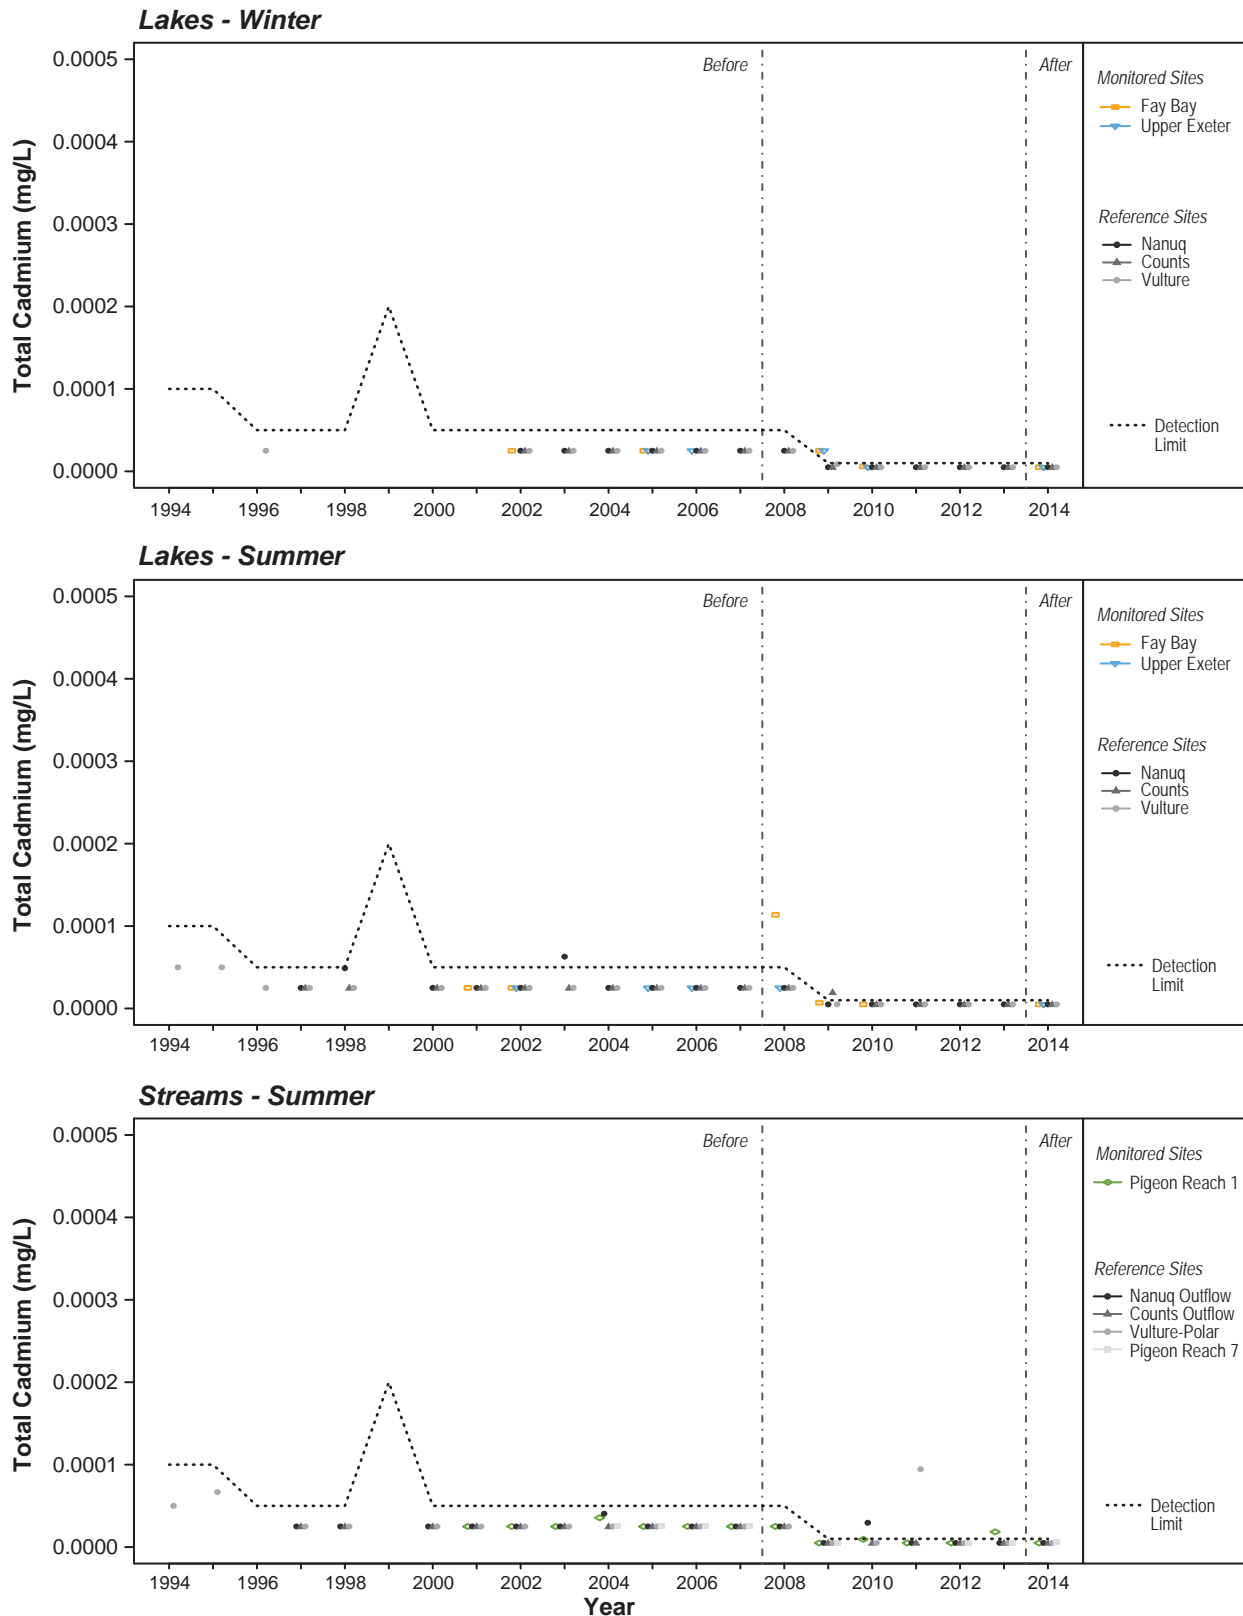 Lakes - Winter
0.0005
0.0004
0.0003
0.0002
0.0001
0.0000
Total Cadmium (mg/L)
Before
After
1994 1996 1998 2000 2002 2004 2006 2008 2010 2012 2014
Monitored Sites
Fay Bay
Upper Exeter
Reference Sites
Nanuq
Counts
Vulture
Detection
Limit
Lakes - Summer
0.0005
0.0004
0.0003
0.0002
0.0001
0.0000
Total Cadmium (mg/L)
Before
After
1994 1996 1998 2000 2002 2004 2006 2008 2010 2012 2014
Monitored Sites
Fay Bay
Upper Exeter
Reference Sites
Nanuq
Counts
Vulture
Detection
Limit
Streams - Summer
0.0005
0.0004
0.0003
0.0002
0.0001
0.0000
Total Cadmium (mg/L)
Before
After
1994 1996 1998 2000 2002 2004 2006 2008 2010 2012 2014
Year
Monitored Sites
Pigeon Reach 1
Reference Sites
Nanuq Outflow
Counts Outflow
Vulture-Polar
Pigeon Reach 7
Detection
Limit